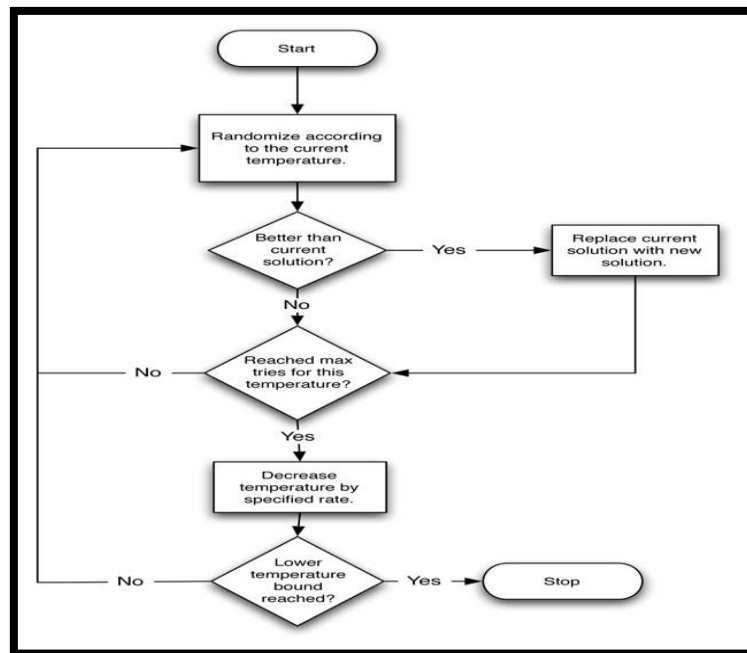 Start
Randomize according
to the current
temperature.
Better than
current
solution?
Yes
Replace current
solution with new
solution.
No
Reached max
tries for this
temperature?
No
Yes
Decrease
temperature by
specified rate.
Lower
temperature
bound
reached?
No
Yes
Stop